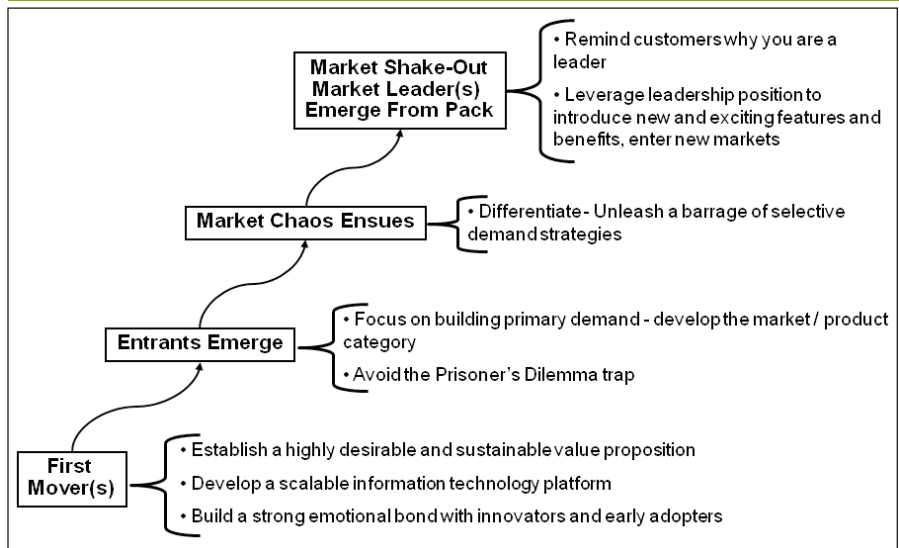 Market Shake-Out
Market Leader(s)
Emerge From Pack
• Remind customers why you are a
leader
• Leverage leadership position to
introduce new and exciting features and
benefits, enter new markets
Market Chaos Ensues
• Differentiate - Unleash a barrage of selective
demand strategies
Entrants Emerge
• Focus on building primary demand - develop the market / product
category
• Avoid the Prisoner's Dilemma trap
First
Mover(s)
• Establish a highly desirable and sustainable value proposition
• Develop a scalable information technology platform
• Build a strong emotional bond with innovators and early adopters